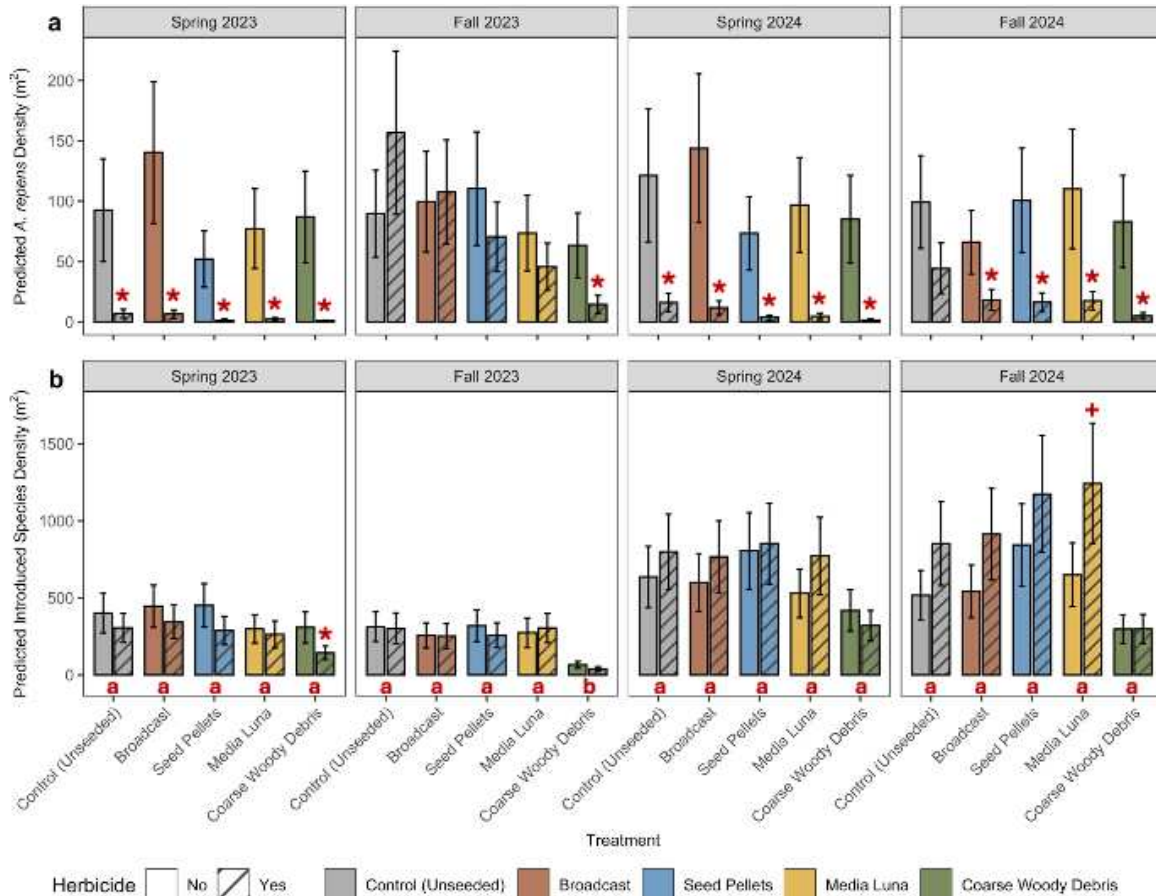 a
Spring 2023 Fall 2023 Spring 2024 Fall 2024
Predicted A. repens Density (m²)
200
150
100
50
0
* * * * *
*
* * * * *
* * * *
b
Spring 2023 Fall 2023 Spring 2024 Fall 2024
Predicted Introduced Species Density (m²)
1500
1000
500
0
*
+
a a a a a a a a a b a a a a a a a a a a
Control (Unseeded) Broadcast Seed Pellets Media Luna Coarse Woody Debris
Control (Unseeded) Broadcast Seed Pellets Media Luna Coarse Woody Debris
Control (Unseeded) Broadcast Seed Pellets Media Luna Coarse Woody Debris
Control (Unseeded) Broadcast Seed Pellets Media Luna Coarse Woody Debris
Treatment
Herbicide No Yes Control (Unseeded) Broadcast Seed Pellets Media Luna Coarse Woody Debris